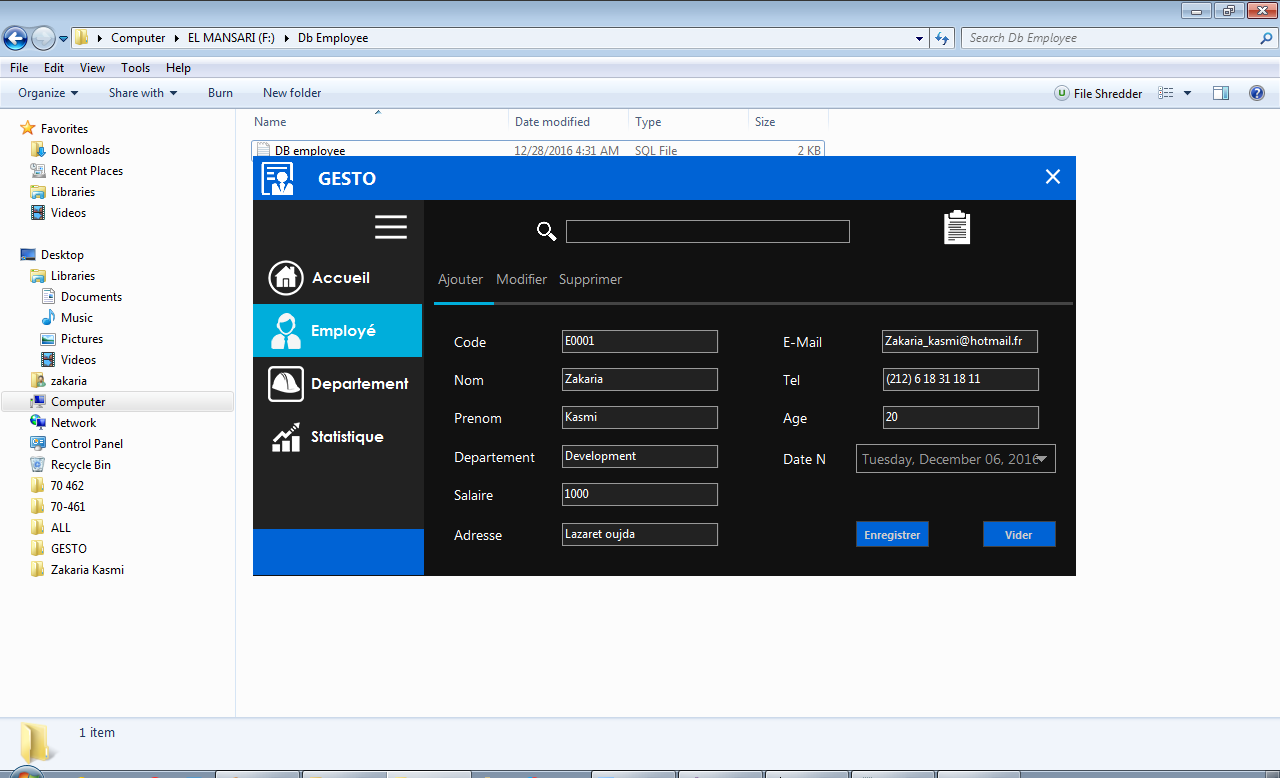 Computer ▸ EL MANSARI (F:) ▸ Db Employee
Search Db Employee
File Edit View Tools Help
Organize Share with Burn New folder
File Shredder
Name Date modified Type Size
DB employee 12/28/2016 4:31 AM SQL File 2 KB
Favorites
Downloads
Recent Places
Libraries
Videos
Desktop
Libraries
Documents
Music
Pictures
Videos
zakaria
Computer
Network
Control Panel
Recycle Bin
70 462
70-461
ALL
GESTO
Zakaria Kasmi
GESTO
Accueil
Employé
Departement
Statistique
Ajouter Modifier Supprimer
Code E0001
Nom Zakaria
Prenom Kasmi
Departement Development
Salaire 1000
Adresse Lazaret oujda
E-Mail Zakaria_kasmi@hotmail.fr
Tel (212) 6 18 31 18 11
Age 20
Date N Tuesday, December 06, 2016
Enregistrer Vider
1 item